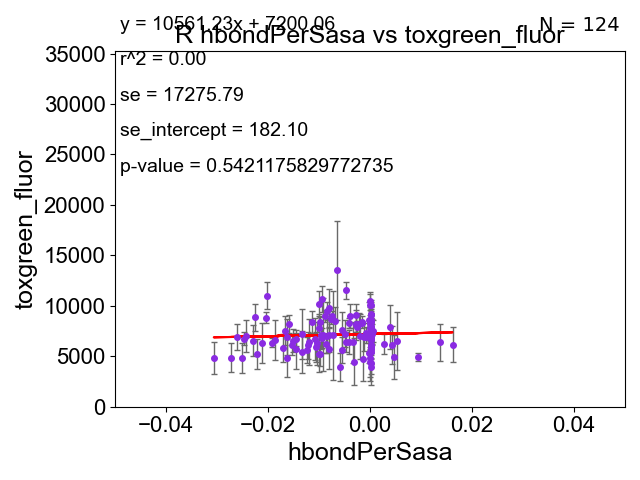 y = 10561.23x + 7200.06
N = 124
R hbondPerSasa vs toxgreen_fluor
r^2 = 0.00
se = 17275.79
se_intercept = 182.10
p-value = 0.5421175829772735
35000
30000
25000
20000
15000
10000
5000
0
toxgreen_fluor
−0.04
−0.02
0.00
0.02
0.04
hbondPerSasa